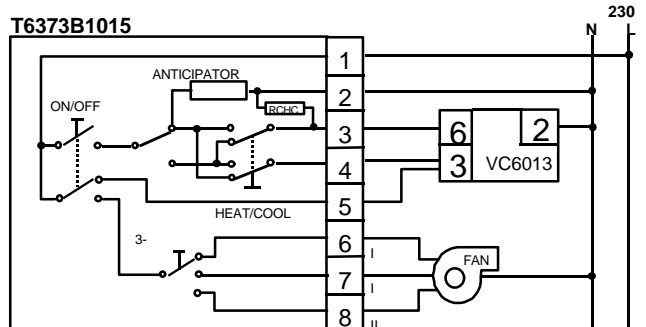 230
T6373B1015
N
L
1
ANTICIPATOR
2
ON/OFF
RCHC
3
6
2
4
3
VC6013
5
HEAT/COOL
3-
6
I
FAN
7
I
8
II